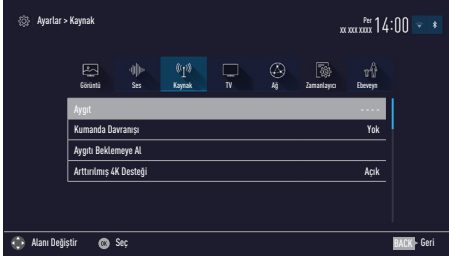 Ayarlar > Kaynak
Per
xx xxx xxxx 14:00
Görüntü Ses Kaynak TV Ağ Zamanlayıcı Ebeveyn
Aygıt - - - -
Kumanda Davranışı Yok
Aygıtı Beklemeye Al
Arttırılmış 4K Desteği Açık
Alanı Değiştir OK Seç BACK Geri